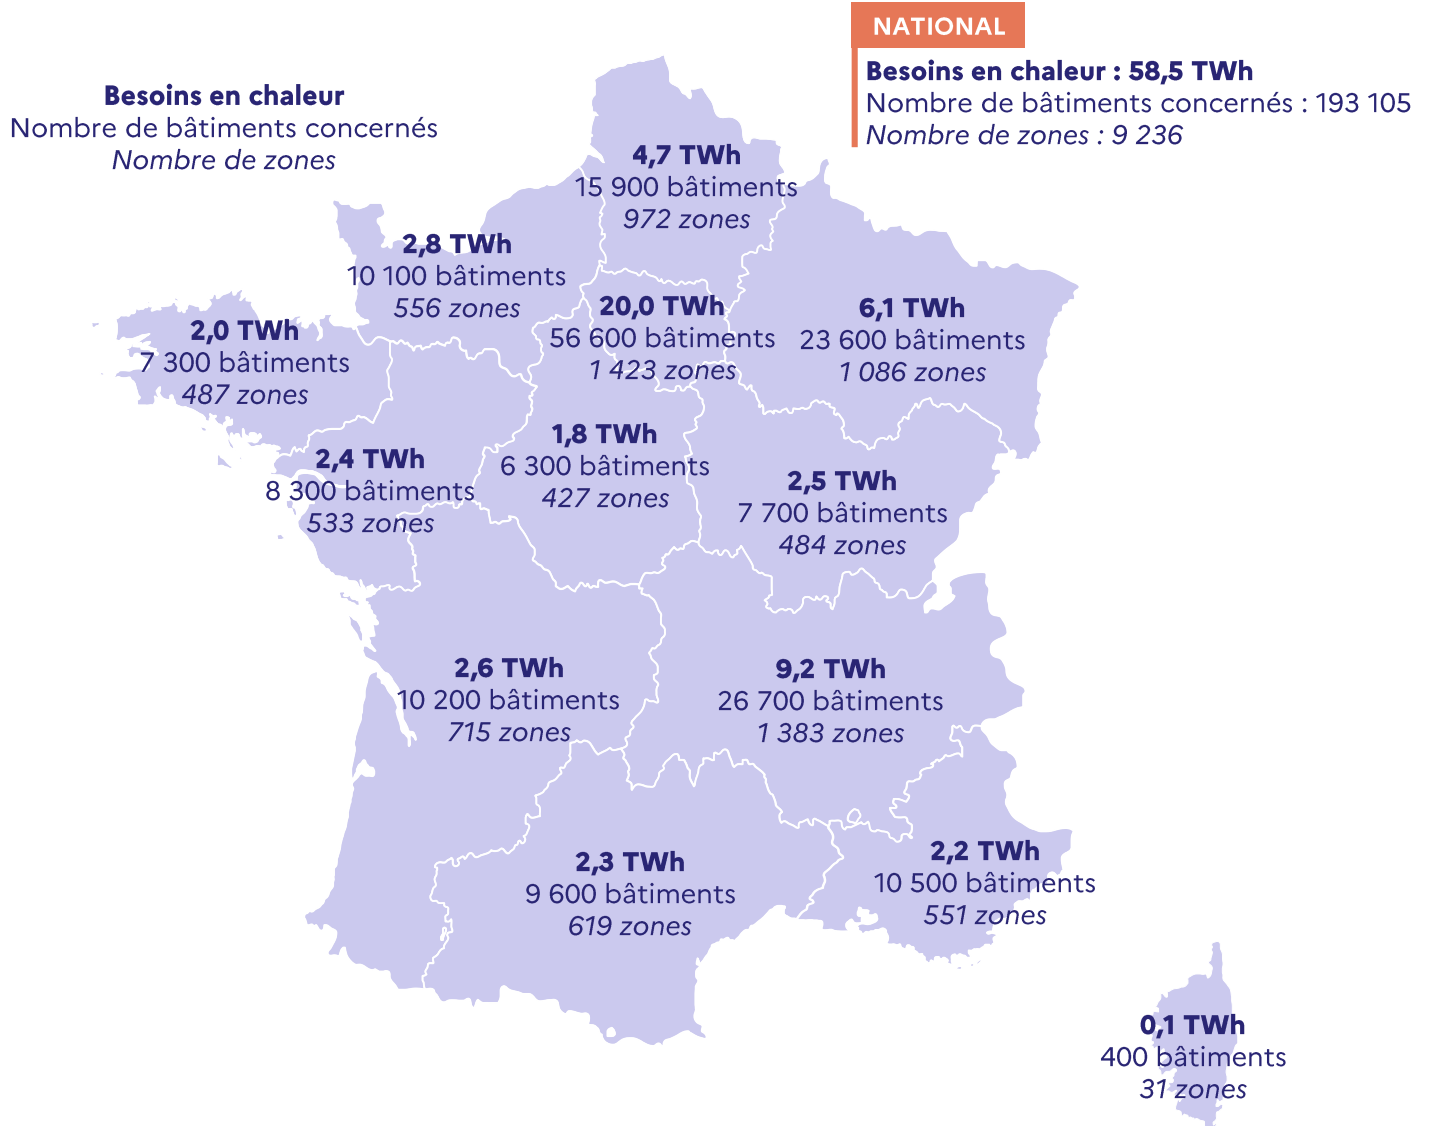 NATIONAL
Besoins en chaleur : 58,5 TWh
Nombre de bâtiments concernés : 193 105
Nombre de zones : 9 236
Besoins en chaleur
Nombre de bâtiments concernés
Nombre de zones
4,7 TWh
15 900 bâtiments
972 zones
2,8 TWh
10 100 bâtiments
556 zones
20,0 TWh
56 600 bâtiments
1 423 zones
6,1 TWh
23 600 bâtiments
1 086 zones
2,0 TWh
7 300 bâtiments
487 zones
2,4 TWh
8 300 bâtiments
533 zones
1,8 TWh
6 300 bâtiments
427 zones
2,5 TWh
7 700 bâtiments
484 zones
2,6 TWh
10 200 bâtiments
715 zones
9,2 TWh
26 700 bâtiments
1 383 zones
2,3 TWh
9 600 bâtiments
619 zones
2,2 TWh
10 500 bâtiments
551 zones
0,1 TWh
400 bâtiments
31 zones